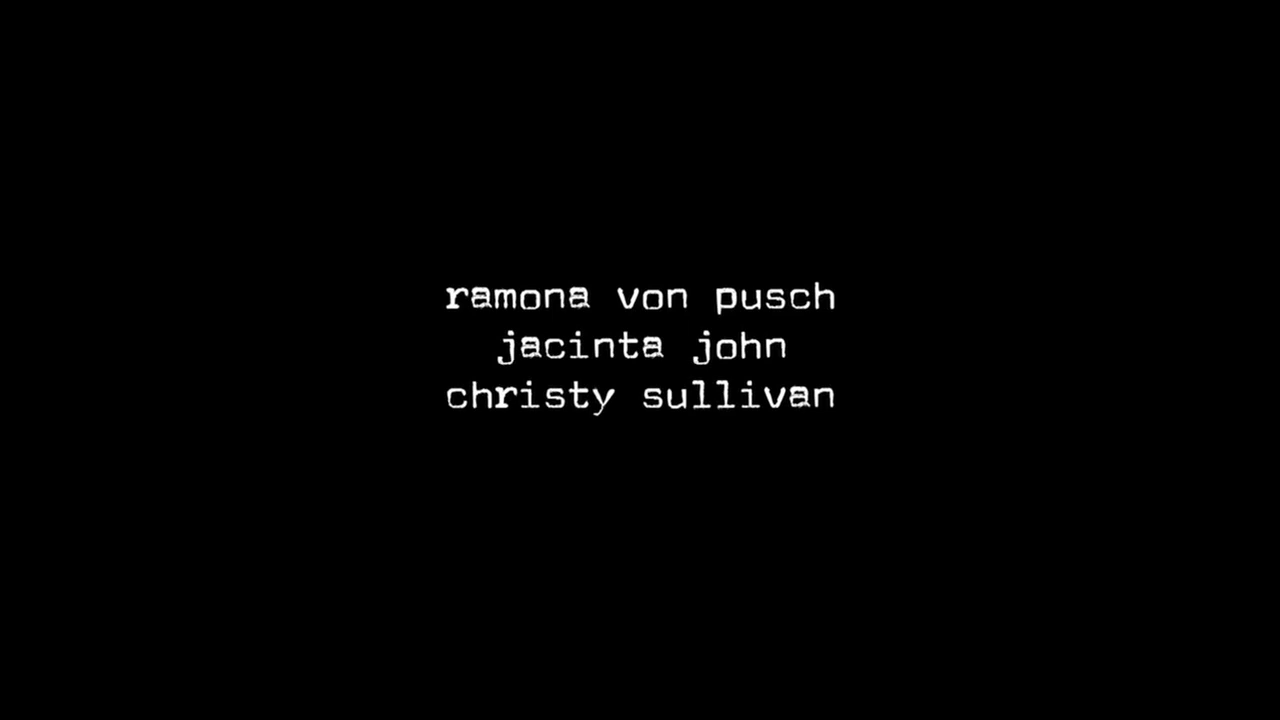 ramona von pusch
jacinta john
christy sullivan